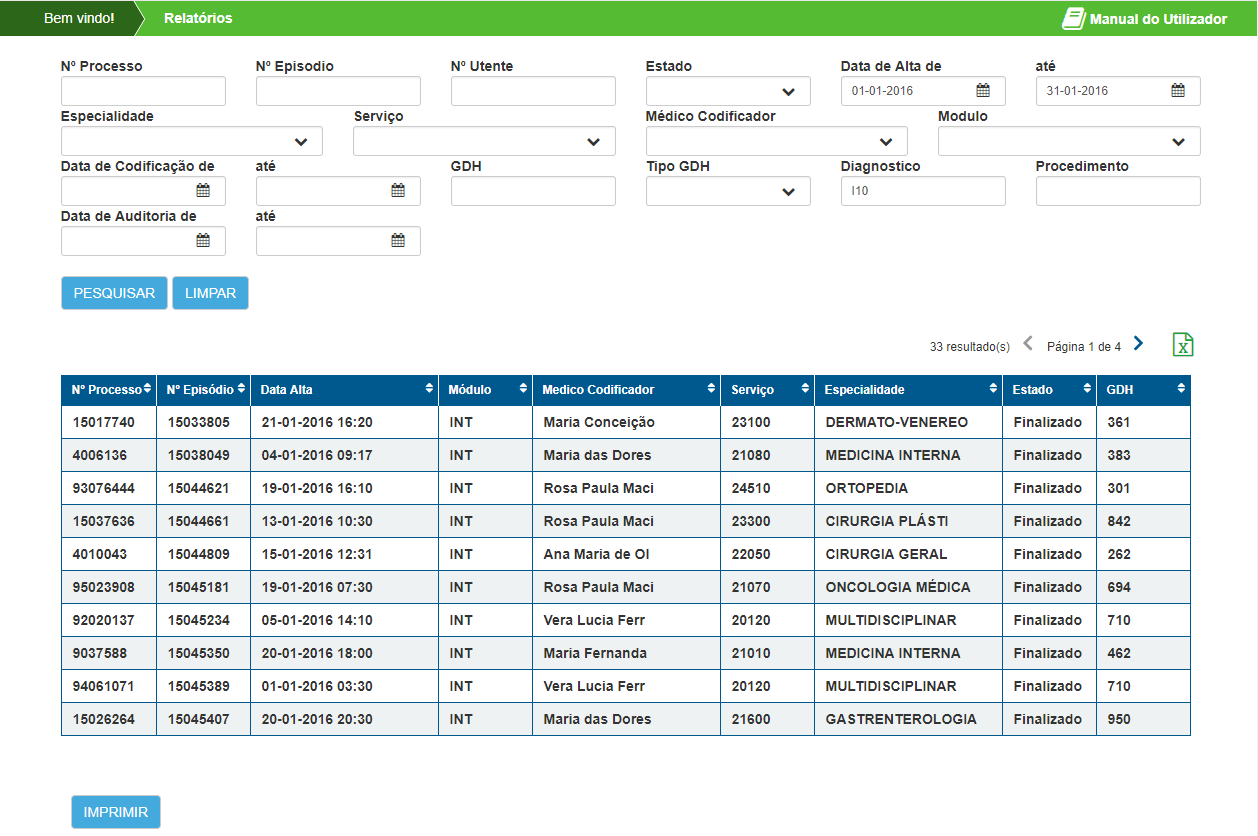 Bem vindo! Relatórios Manual do Utilizador
Nº Processo Nº Episodio Nº Utente Estado Data de Alta de até
01-01-2016 31-01-2016
Especialidade Serviço Médico Codificador Modulo
Data de Codificação de até GDH Tipo GDH Diagnostico Procedimento
I10
Data de Auditoria de até
PESQUISAR LIMPAR
33 resultado(s) Página 1 de 4
Nº Processo Nº Episódio Data Alta Módulo Medico Codificador Serviço Especialidade Estado GDH
15017740 15033805 21-01-2016 16:20 INT Maria Conceição 23100 DERMATO-VENEREO Finalizado 361
4006136 15038049 04-01-2016 09:17 INT Maria das Dores 21080 MEDICINA INTERNA Finalizado 383
93076444 15044621 19-01-2016 16:10 INT Rosa Paula Maci 24510 ORTOPEDIA Finalizado 301
15037636 15044661 13-01-2016 10:30 INT Rosa Paula Maci 23300 CIRURGIA PLÁSTI Finalizado 842
4010043 15044809 15-01-2016 12:31 INT Ana Maria de Ol 22050 CIRURGIA GERAL Finalizado 262
95023908 15045181 19-01-2016 07:30 INT Rosa Paula Maci 21070 ONCOLOGIA MÉDICA Finalizado 694
92020137 15045234 05-01-2016 14:10 INT Vera Lucia Ferr 20120 MULTIDISCIPLINAR Finalizado 710
9037588 15045350 20-01-2016 18:00 INT Maria Fernanda 21010 MEDICINA INTERNA Finalizado 462
94061071 15045389 01-01-2016 03:30 INT Vera Lucia Ferr 20120 MULTIDISCIPLINAR Finalizado 710
15026264 15045407 20-01-2016 20:30 INT Maria das Dores 21600 GASTRENTEROLOGIA Finalizado 950
IMPRIMIR